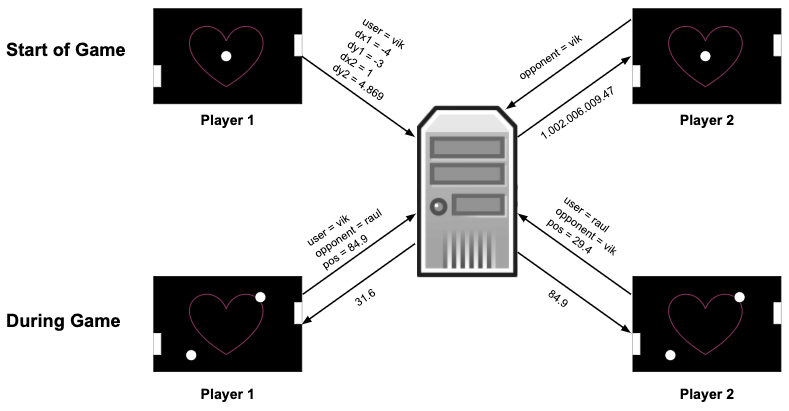 Start of Game
user = vik
dx1 = -4
dy1 = -3
dx2 = 1
dy2 = 4.869
opponent = vik
1.002.006.009.47
Player 1
Player 2
During Game
user = vik
opponent = raul
pos = 84.9
31.6
user = raul
opponent = vik
pos = 29.4
84.9
Player 1
Player 2